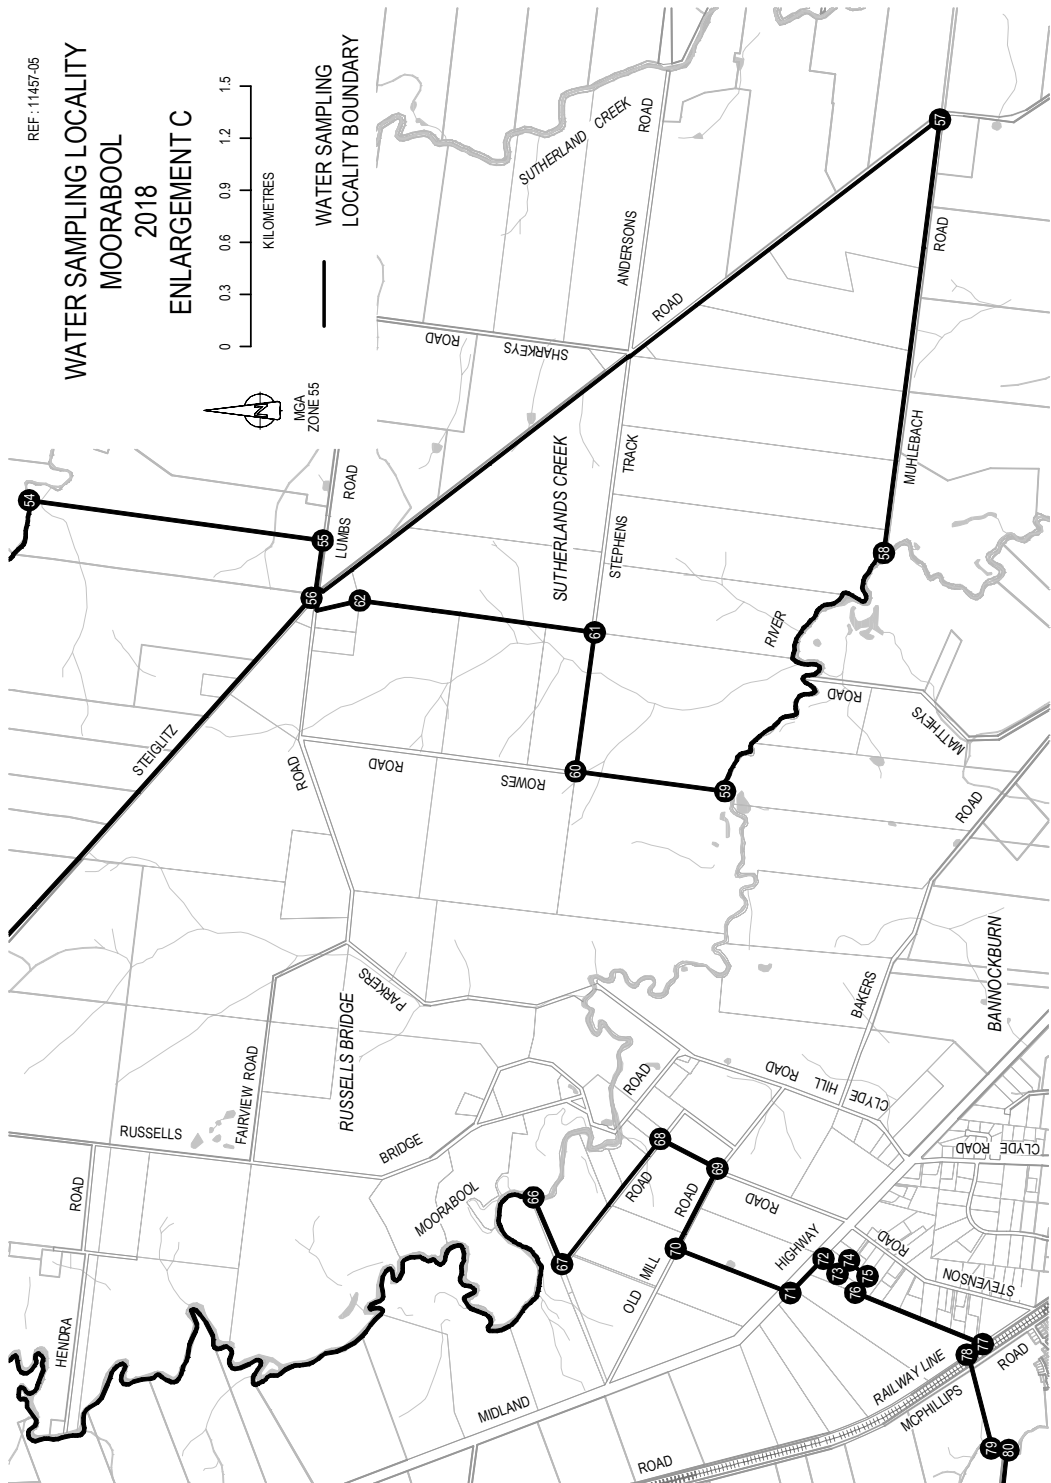 REF : 11457-05
WATER SAMPLING LOCALITY
MOORABOOL
2018
ENLARGEMENT C
0 0.3 0.6 0.9 1.2 1.5
KILOMETRES
MGA
ZONE 55
N
WATER SAMPLING
LOCALITY BOUNDARY
SUTHERLAND CREEK
ROAD
ANDERSONS
ROAD
SHARKEYS
ROAD
57
ROAD
MUHLEBACH
58
54
55
LUMBS
ROAD
56
62
SUTHERLANDS CREEK
STEPHENS
TRACK
61
RIVER
ROAD
MATTHEYS
STEIGLITZ
ROAD
ROAD
ROWES
60
59
ROAD
BAKERS
BANNOCKBURN
PARKERS
RUSSELLS BRIDGE
FAIRVIEW ROAD
RUSSELLS
BRIDGE
ROAD
HENDRA
MOORABOOL
66
67
ROAD
68
ROAD
69
ROAD
70
MILL
OLD
ROAD
CLYDE HILL ROAD
CLYDE ROAD
HIGHWAY
71
72
73
74
75
76
ROAD
STEVENSON
77
78
RAILWAY LINE
MCPHILLIPS
ROAD
79
80
MIDLAND
ROAD